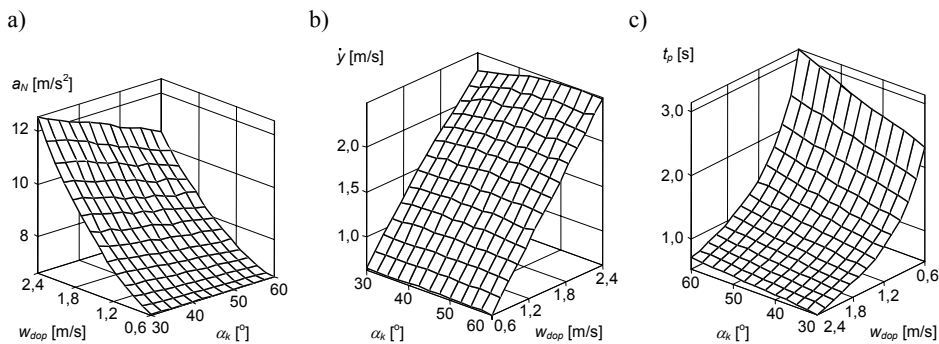 a)
b)
c)
a_N [m/s²]
12
10
8
2,4
1,8
1,2
0,6
w_dop [m/s]
30
40
50
60
α_k [°]
ẏ [m/s]
2,0
1,5
1,0
30
40
50
60
α_k [°]
0,6
1,2
1,8
2,4
w_dop [m/s]
t_p [s]
3,0
2,0
1,0
60
50
40
30
α_k [°]
2,4
1,8
1,2
0,6
w_dop [m/s]